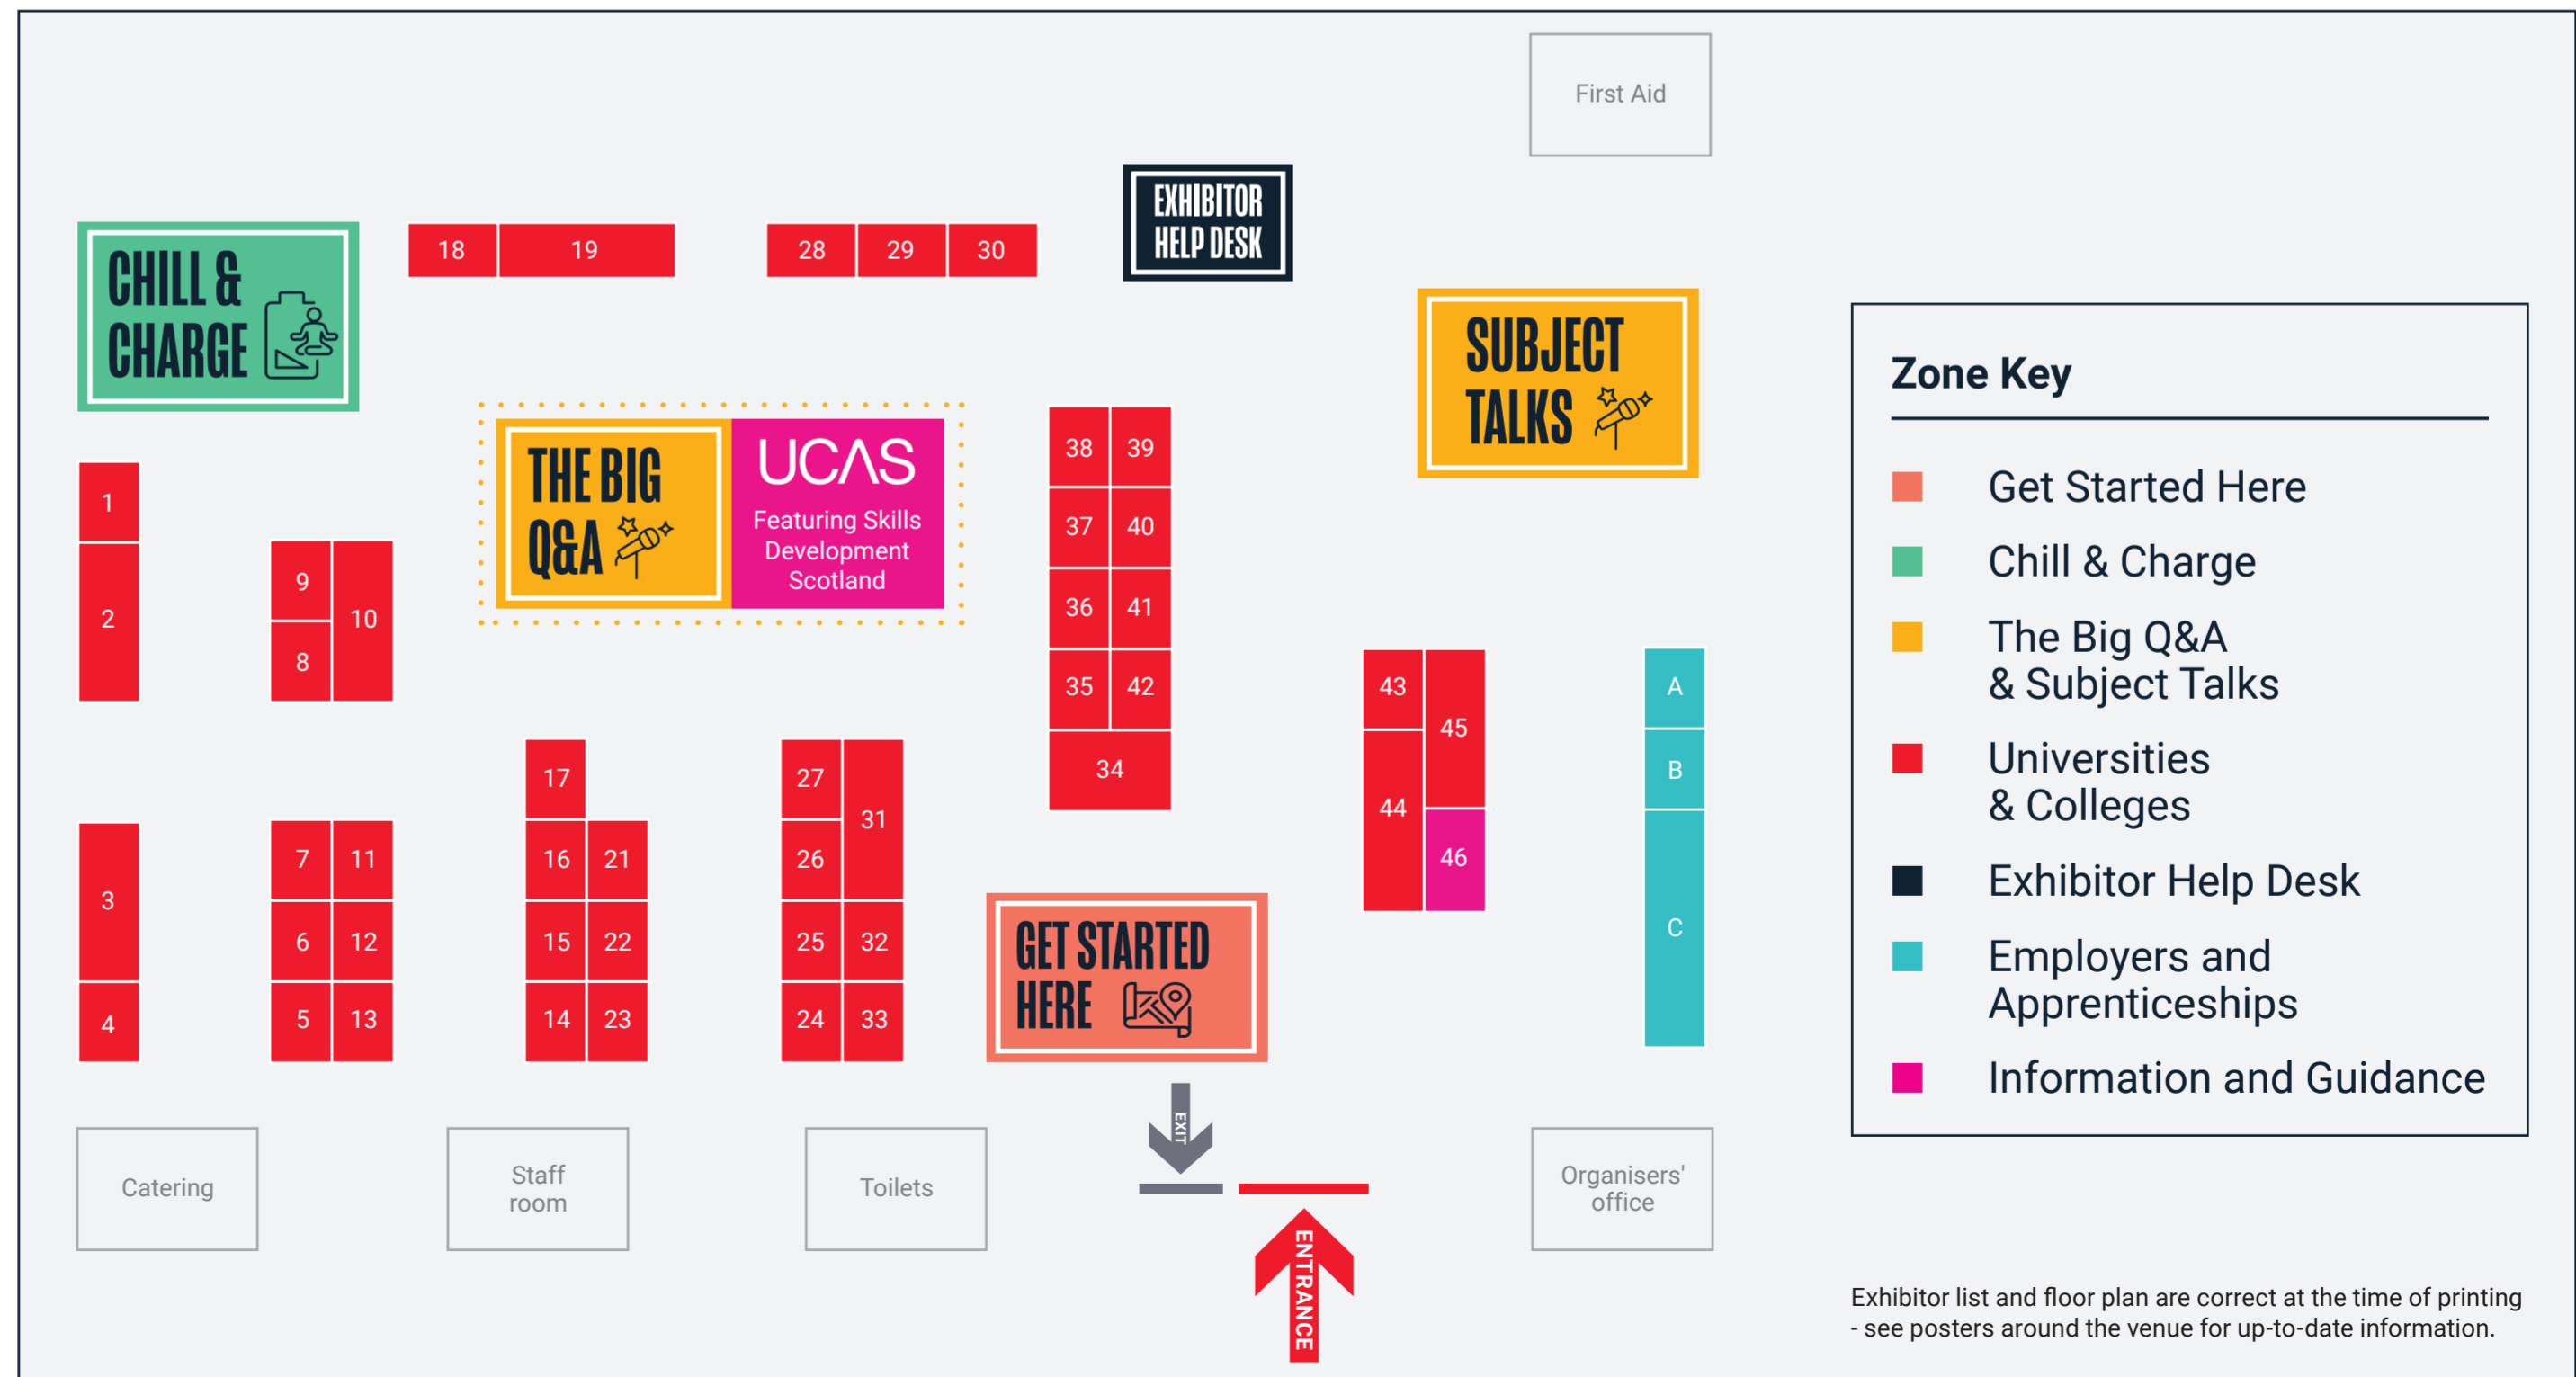 First Aid
EXHIBITOR
HELP DESK
CHILL &
CHARGE
18
19
28
29
30
SUBJECT
TALKS
THE BIG
Q&A
UCAS
Featuring Skills
Development
Scotland
38
39
37
40
36
41
35
42
34
1
2
9
10
8
43
45
44
46
A
B
C
17
16
21
15
22
14
23
27
31
26
25
32
24
33
3
4
7
11
6
12
5
13
GET STARTED
HERE
EXIT
ENTRANCE
Catering
Staff
room
Toilets
Organisers'
office
Zone Key
Get Started Here
Chill & Charge
The Big Q&A
& Subject Talks
Universities
& Colleges
Exhibitor Help Desk
Employers and
Apprenticeships
Information and Guidance
Exhibitor list and floor plan are correct at the time of printing
- see posters around the venue for up-to-date information.